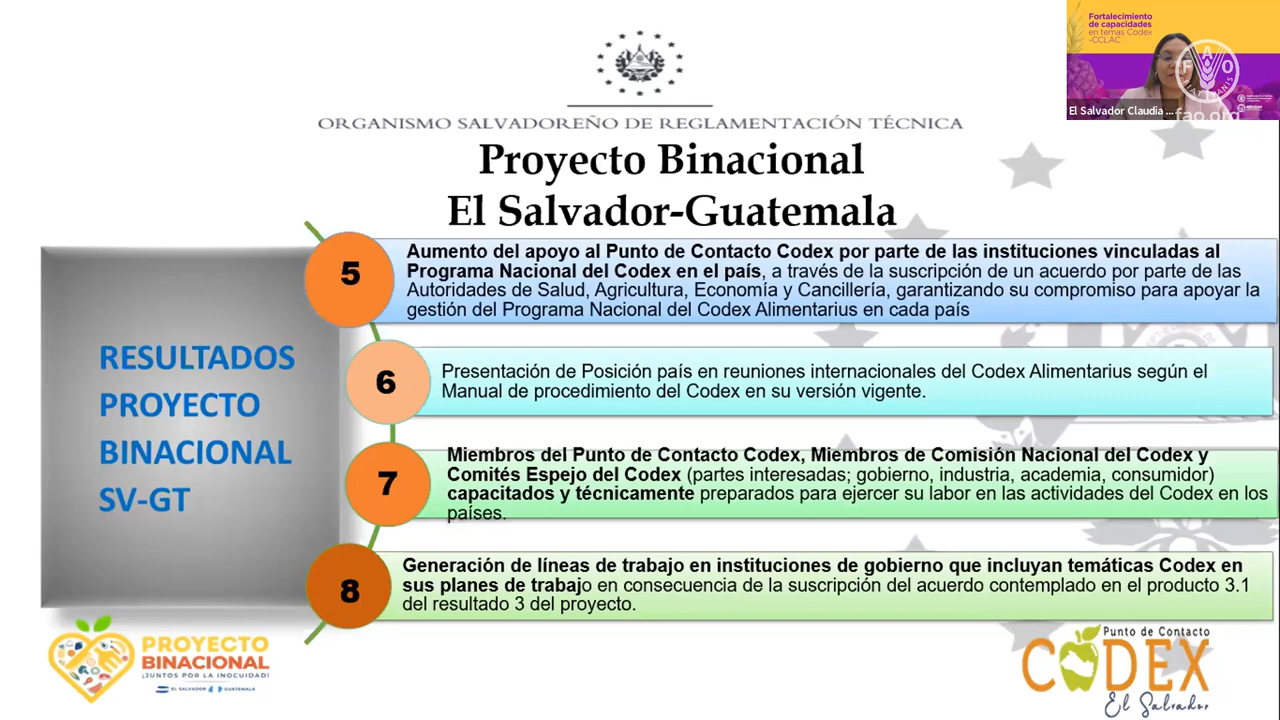 Fortalecimiento
de capacidades
en temas Codex
-CCLAC
FAO
FIAT PANIS
El Salvador Claudia ...
fao.org
ORGANISMO SALVADOREÑO DE REGLAMENTACIÓN TÉCNICA
Proyecto Binacional
El Salvador-Guatemala
RESULTADOS
PROYECTO
BINACIONAL
SV-GT
5
Aumento del apoyo al Punto de Contacto Codex por parte de las instituciones vinculadas al
Programa Nacional del Codex en el país, a través de la suscripción de un acuerdo por parte de las
Autoridades de Salud, Agricultura, Economía y Cancillería, garantizando su compromiso para apoyar la
gestión del Programa Nacional del Codex Alimentarius en cada país
6
Presentación de Posición país en reuniones internacionales del Codex Alimentarius según el
Manual de procedimiento del Codex en su versión vigente.
7
Miembros del Punto de Contacto Codex, Miembros de Comisión Nacional del Codex y
Comités Espejo del Codex (partes interesadas; gobierno, industria, academia, consumidor)
capacitados y técnicamente preparados para ejercer su labor en las actividades del Codex en los
países.
8
Generación de líneas de trabajo en instituciones de gobierno que incluyan temáticas Codex en
sus planes de trabajo en consecuencia de la suscripción del acuerdo contemplado en el producto 3.1
del resultado 3 del proyecto.
PROYECTO
BINACIONAL
¡JUNTOS POR LA INOCUIDAD!
EL SALVADOR GUATEMALA
Punto de Contacto
CODEX
El Salvador